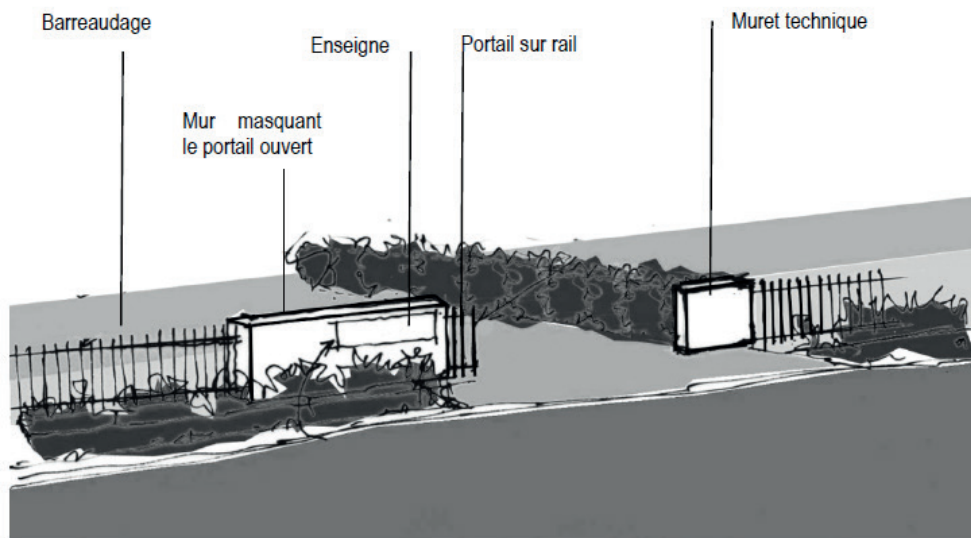 Barreaudage
Enseigne
Portail sur rail
Muret technique
Mur masquant
le portail ouvert